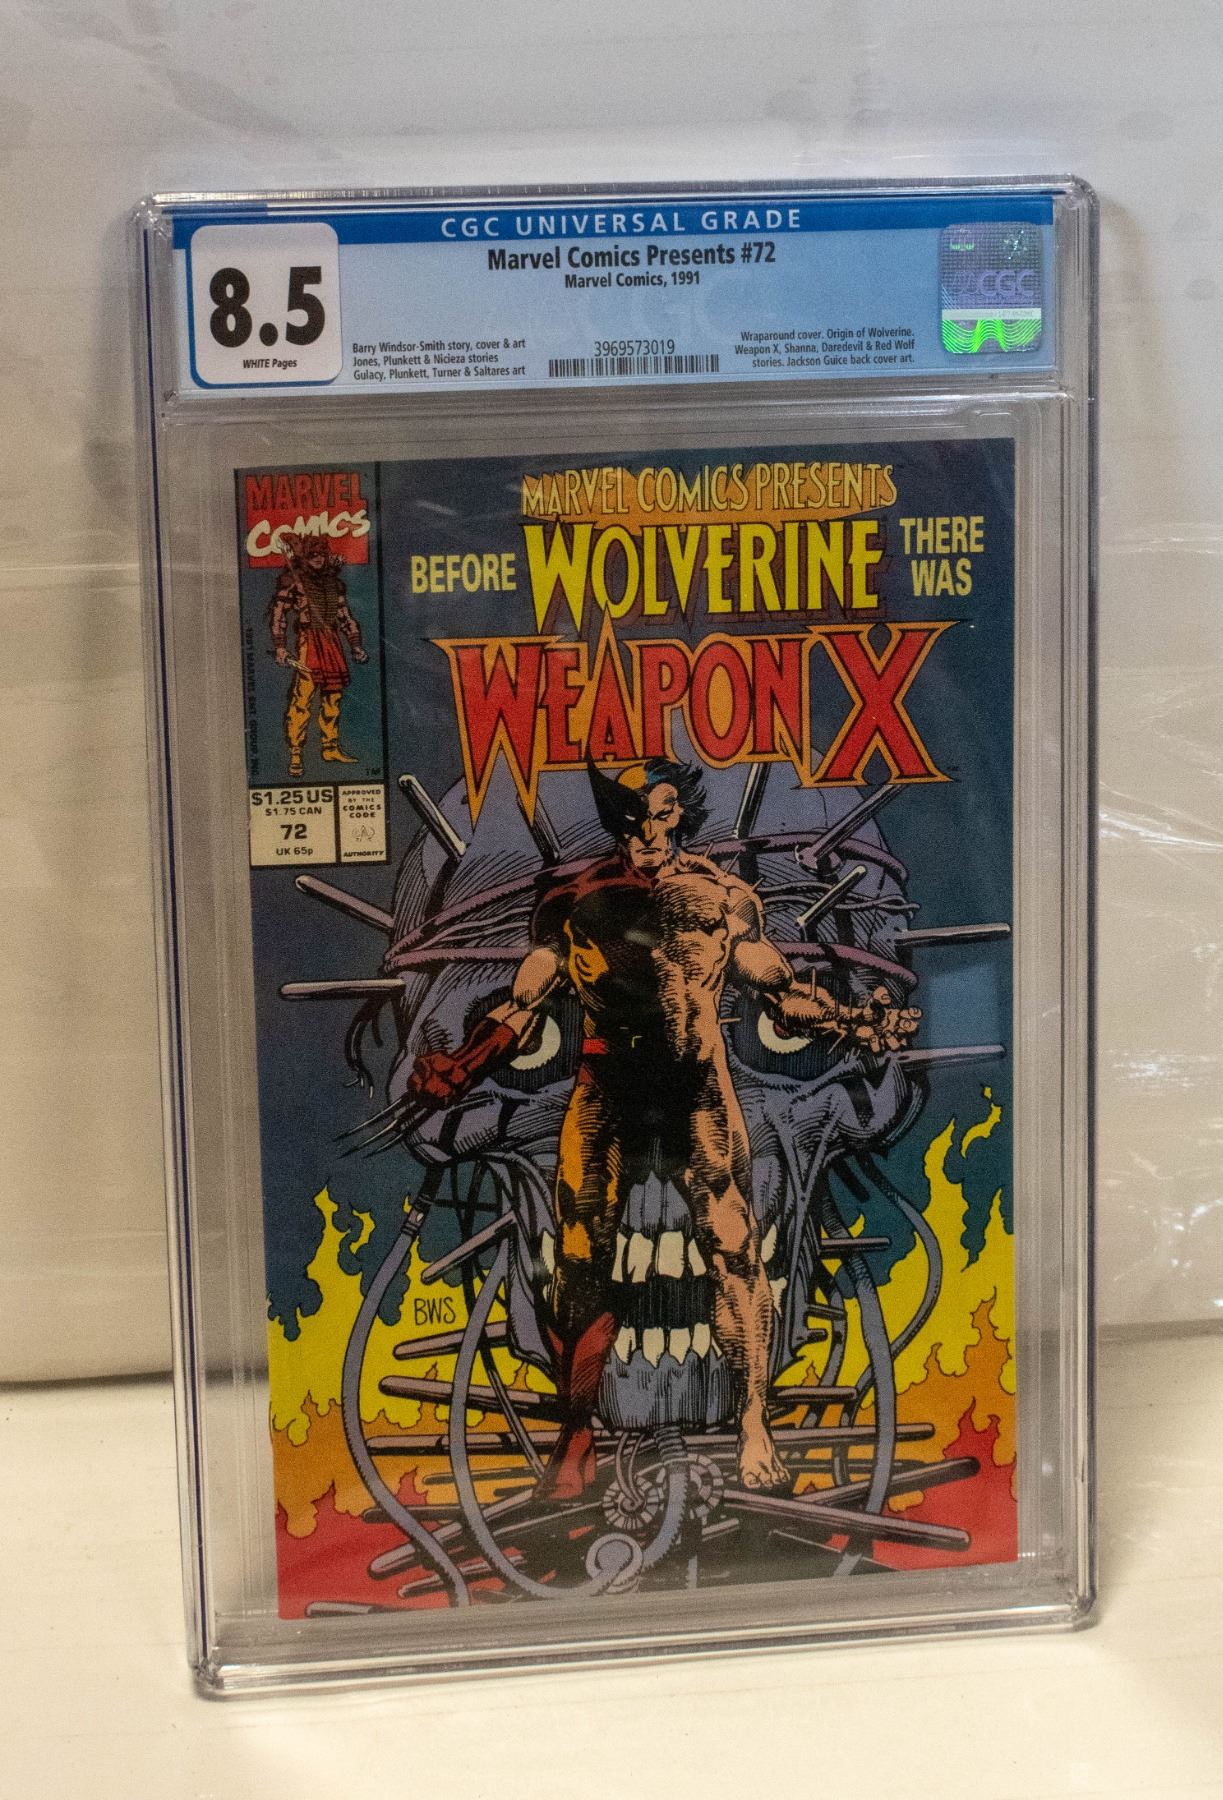 CGC UNIVERSAL GRADE
8.5
WHITE Pages
Marvel Comics Presents #72
Marvel Comics, 1991
Barry Windsor-Smith story, cover & art
Jones, Plunkett & Nicieza stories
Gulacy, Plunkett, Turner & Saltares art
3969573019
Wraparound cover. Origin of Wolverine.
Weapon X, Shanna, Daredevil & Red Wolf
stories. Jackson Guice back cover art.
CGC
MARVEL
COMICS
MARVEL COMICS PRESENTS
BEFORE WOLVERINE THERE WAS
WEAPON X
TM
$1.25 US
$1.75 CAN
72
UK 65p
APPROVED
BY THE
COMICS
CODE
AUTHORITY
BWS